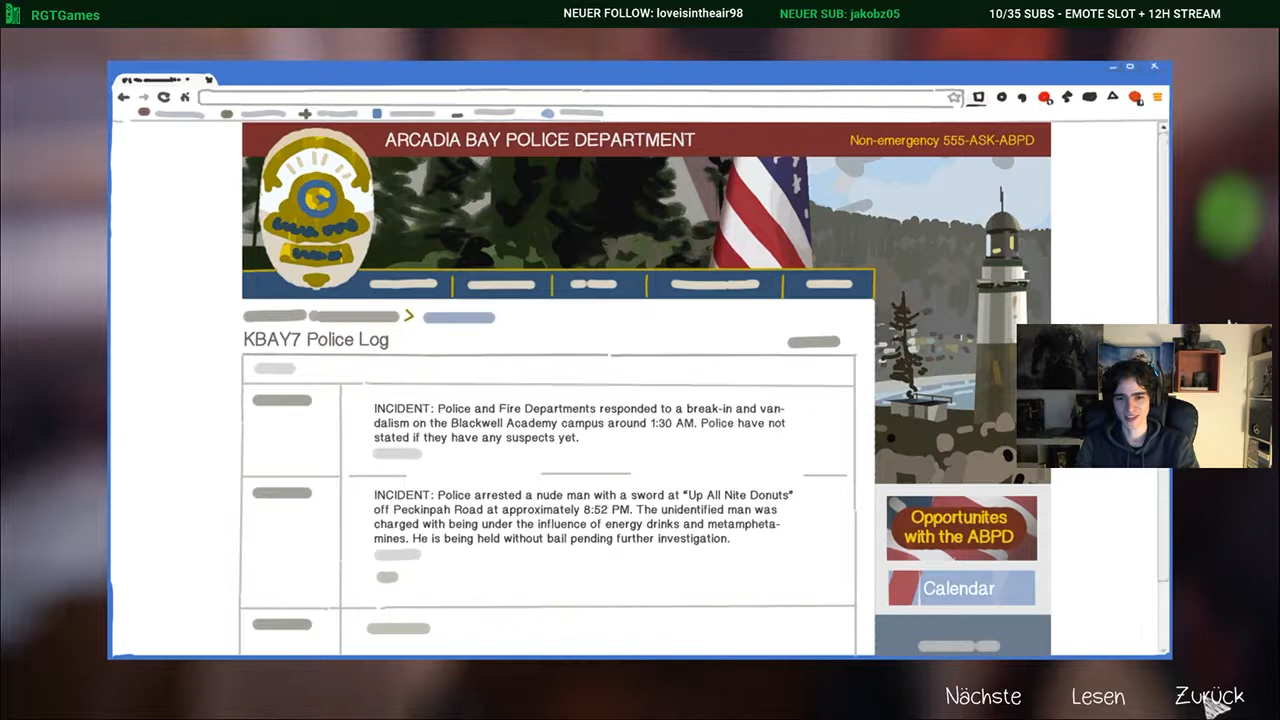 RGTGames
NEUER FOLLOW: loveisintheair98
NEUER SUB: jakobz05
10/35 SUBS - EMOTE SLOT + 12H STREAM
ARCADIA BAY POLICE DEPARTMENT
Non-emergency 555-ASK-ABPD
KBAY7 Police Log
INCIDENT: Police and Fire Departments responded to a break-in and van-
dalism on the Blackwell Academy campus around 1:30 AM. Police have not
stated if they have any suspects yet.
INCIDENT: Police arrested a nude man with a sword at "Up All Nite Donuts"
off Peckinpah Road at approximately 8:52 PM. The unidentified man was
charged with being under the influence of energy drinks and metampheta-
mines. He is being held without bail pending further investigation.
Opportunites
with the ABPD
Calendar
Nächste
Lesen
Zurück